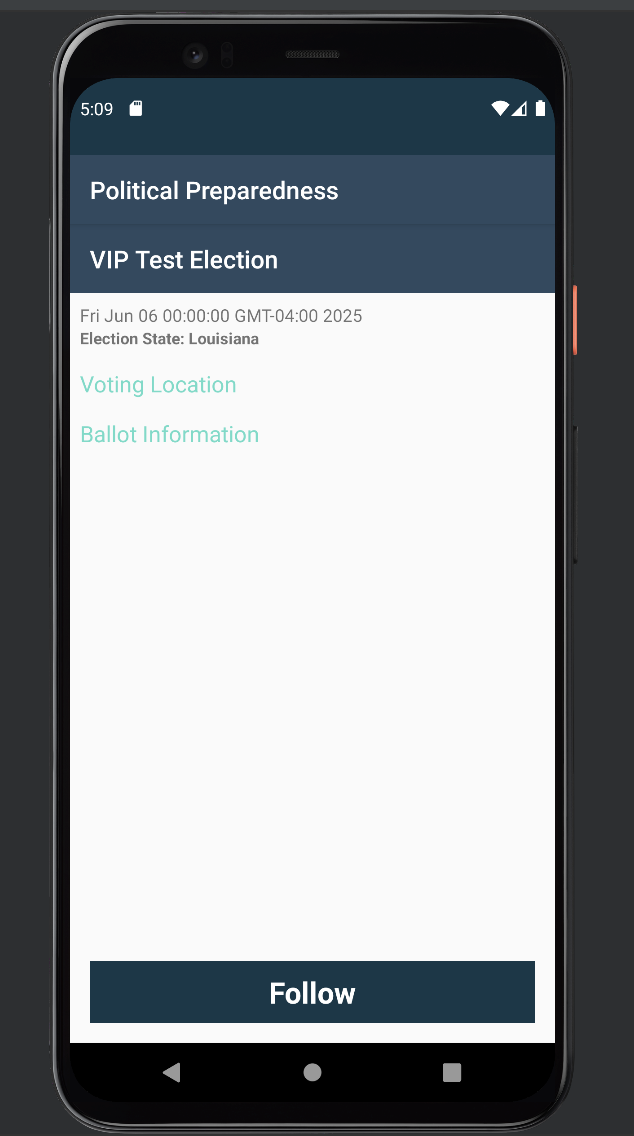 5:09
Political Preparedness
VIP Test Election
Fri Jun 06 00:00:00 GMT-04:00 2025
Election State: Louisiana
Voting Location
Ballot Information
Follow